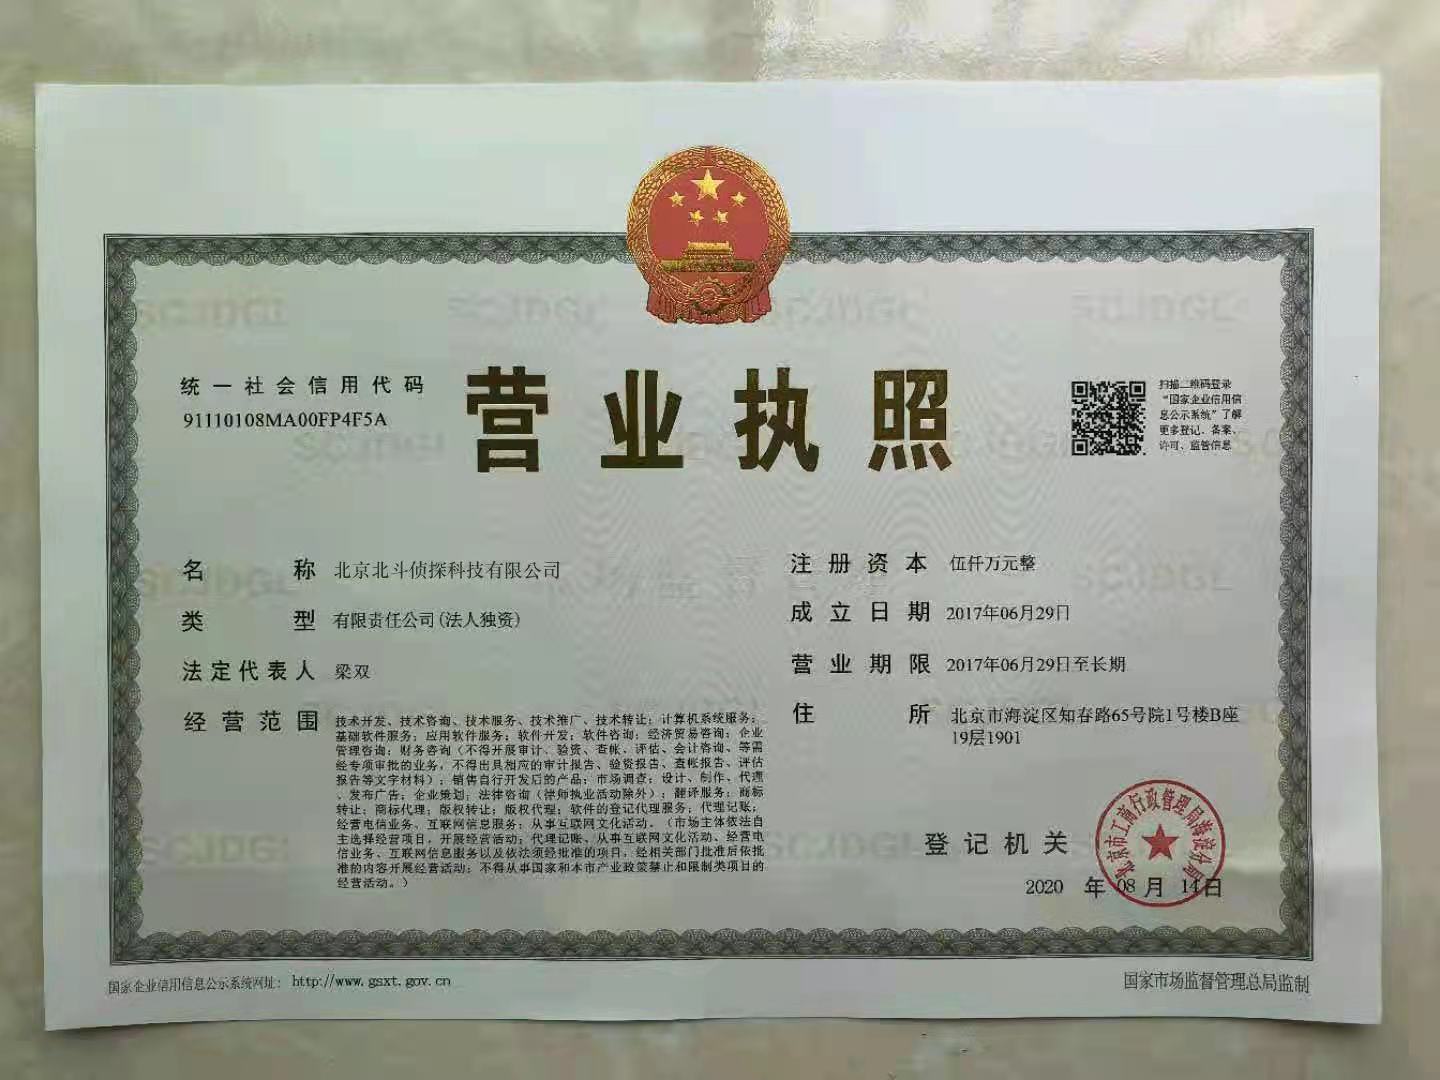 统一社会信用代码
91110108MA00FP4F5A
营业执照
扫描二维码登录
“国家企业信用信
息公示系统”了解
更多登记、备案、
许可、监管信息
名称 北京北斗侦探科技有限公司
类型 有限责任公司(法人独资)
法定代表人 梁双
经营范围 技术开发、技术咨询、技术服务、技术推广、技术转让；计算机系统服务；
基础软件服务；应用软件服务；软件开发；软件咨询；经济贸易咨询；企业
管理咨询；财务咨询（不得开展审计、验资、查帐、评估、会计咨询、等需
经专项审批的业务，不得出具相应的审计报告、验资报告、查帐报告、评估
报告等文字材料）；销售自行开发后的产品；市场调查；设计、制作、代理
、发布广告；企业策划；法律咨询（律师执业活动除外）；翻译服务；商标
转让；商标代理；版权转让；版权代理；软件的登记代理服务；代理记账；
经营电信业务、互联网信息服务；从事互联网文化活动。（市场主体依法自
主选择经营项目，开展经营活动；代理记账、从事互联网文化活动、经营电
信业务、互联网信息服务以及依法须经批准的项目，经相关部门批准后依批
准的内容开展经营活动；不得从事国家和本市产业政策禁止和限制类项目的
经营活动。）
注册资本 伍仟万元整
成立日期 2017年06月29日
营业期限 2017年06月29日至长期
住所 北京市海淀区知春路65号院1号楼B座
19层1901
登记机关
北京市工商行政管理局海淀分局
2020 年 08 月 14 日
国家企业信用信息公示系统网址： http://www.gsxt.gov.cn
国家市场监督管理总局监制
SCJDGL